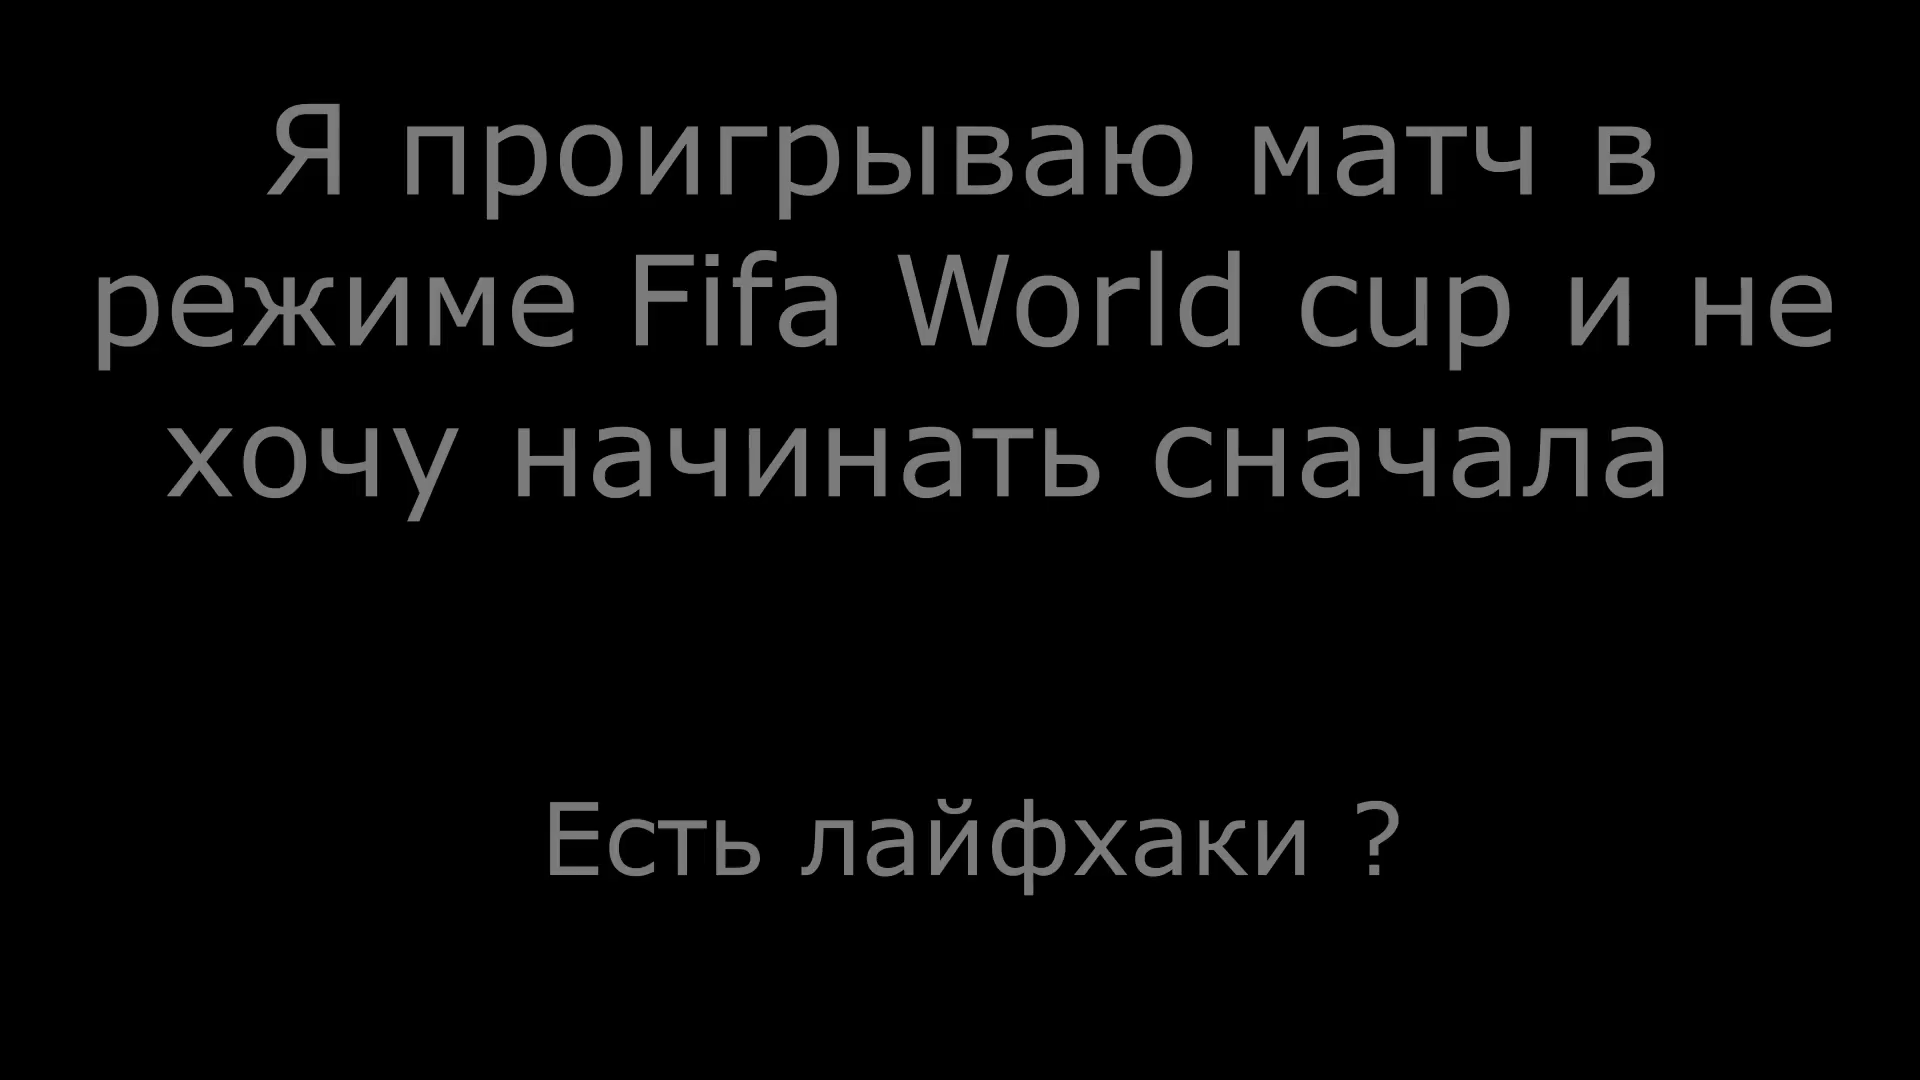 Я проигрываю матч в
режиме Fifa World cup и не
хочу начинать сначала
Есть лайфхаки ?